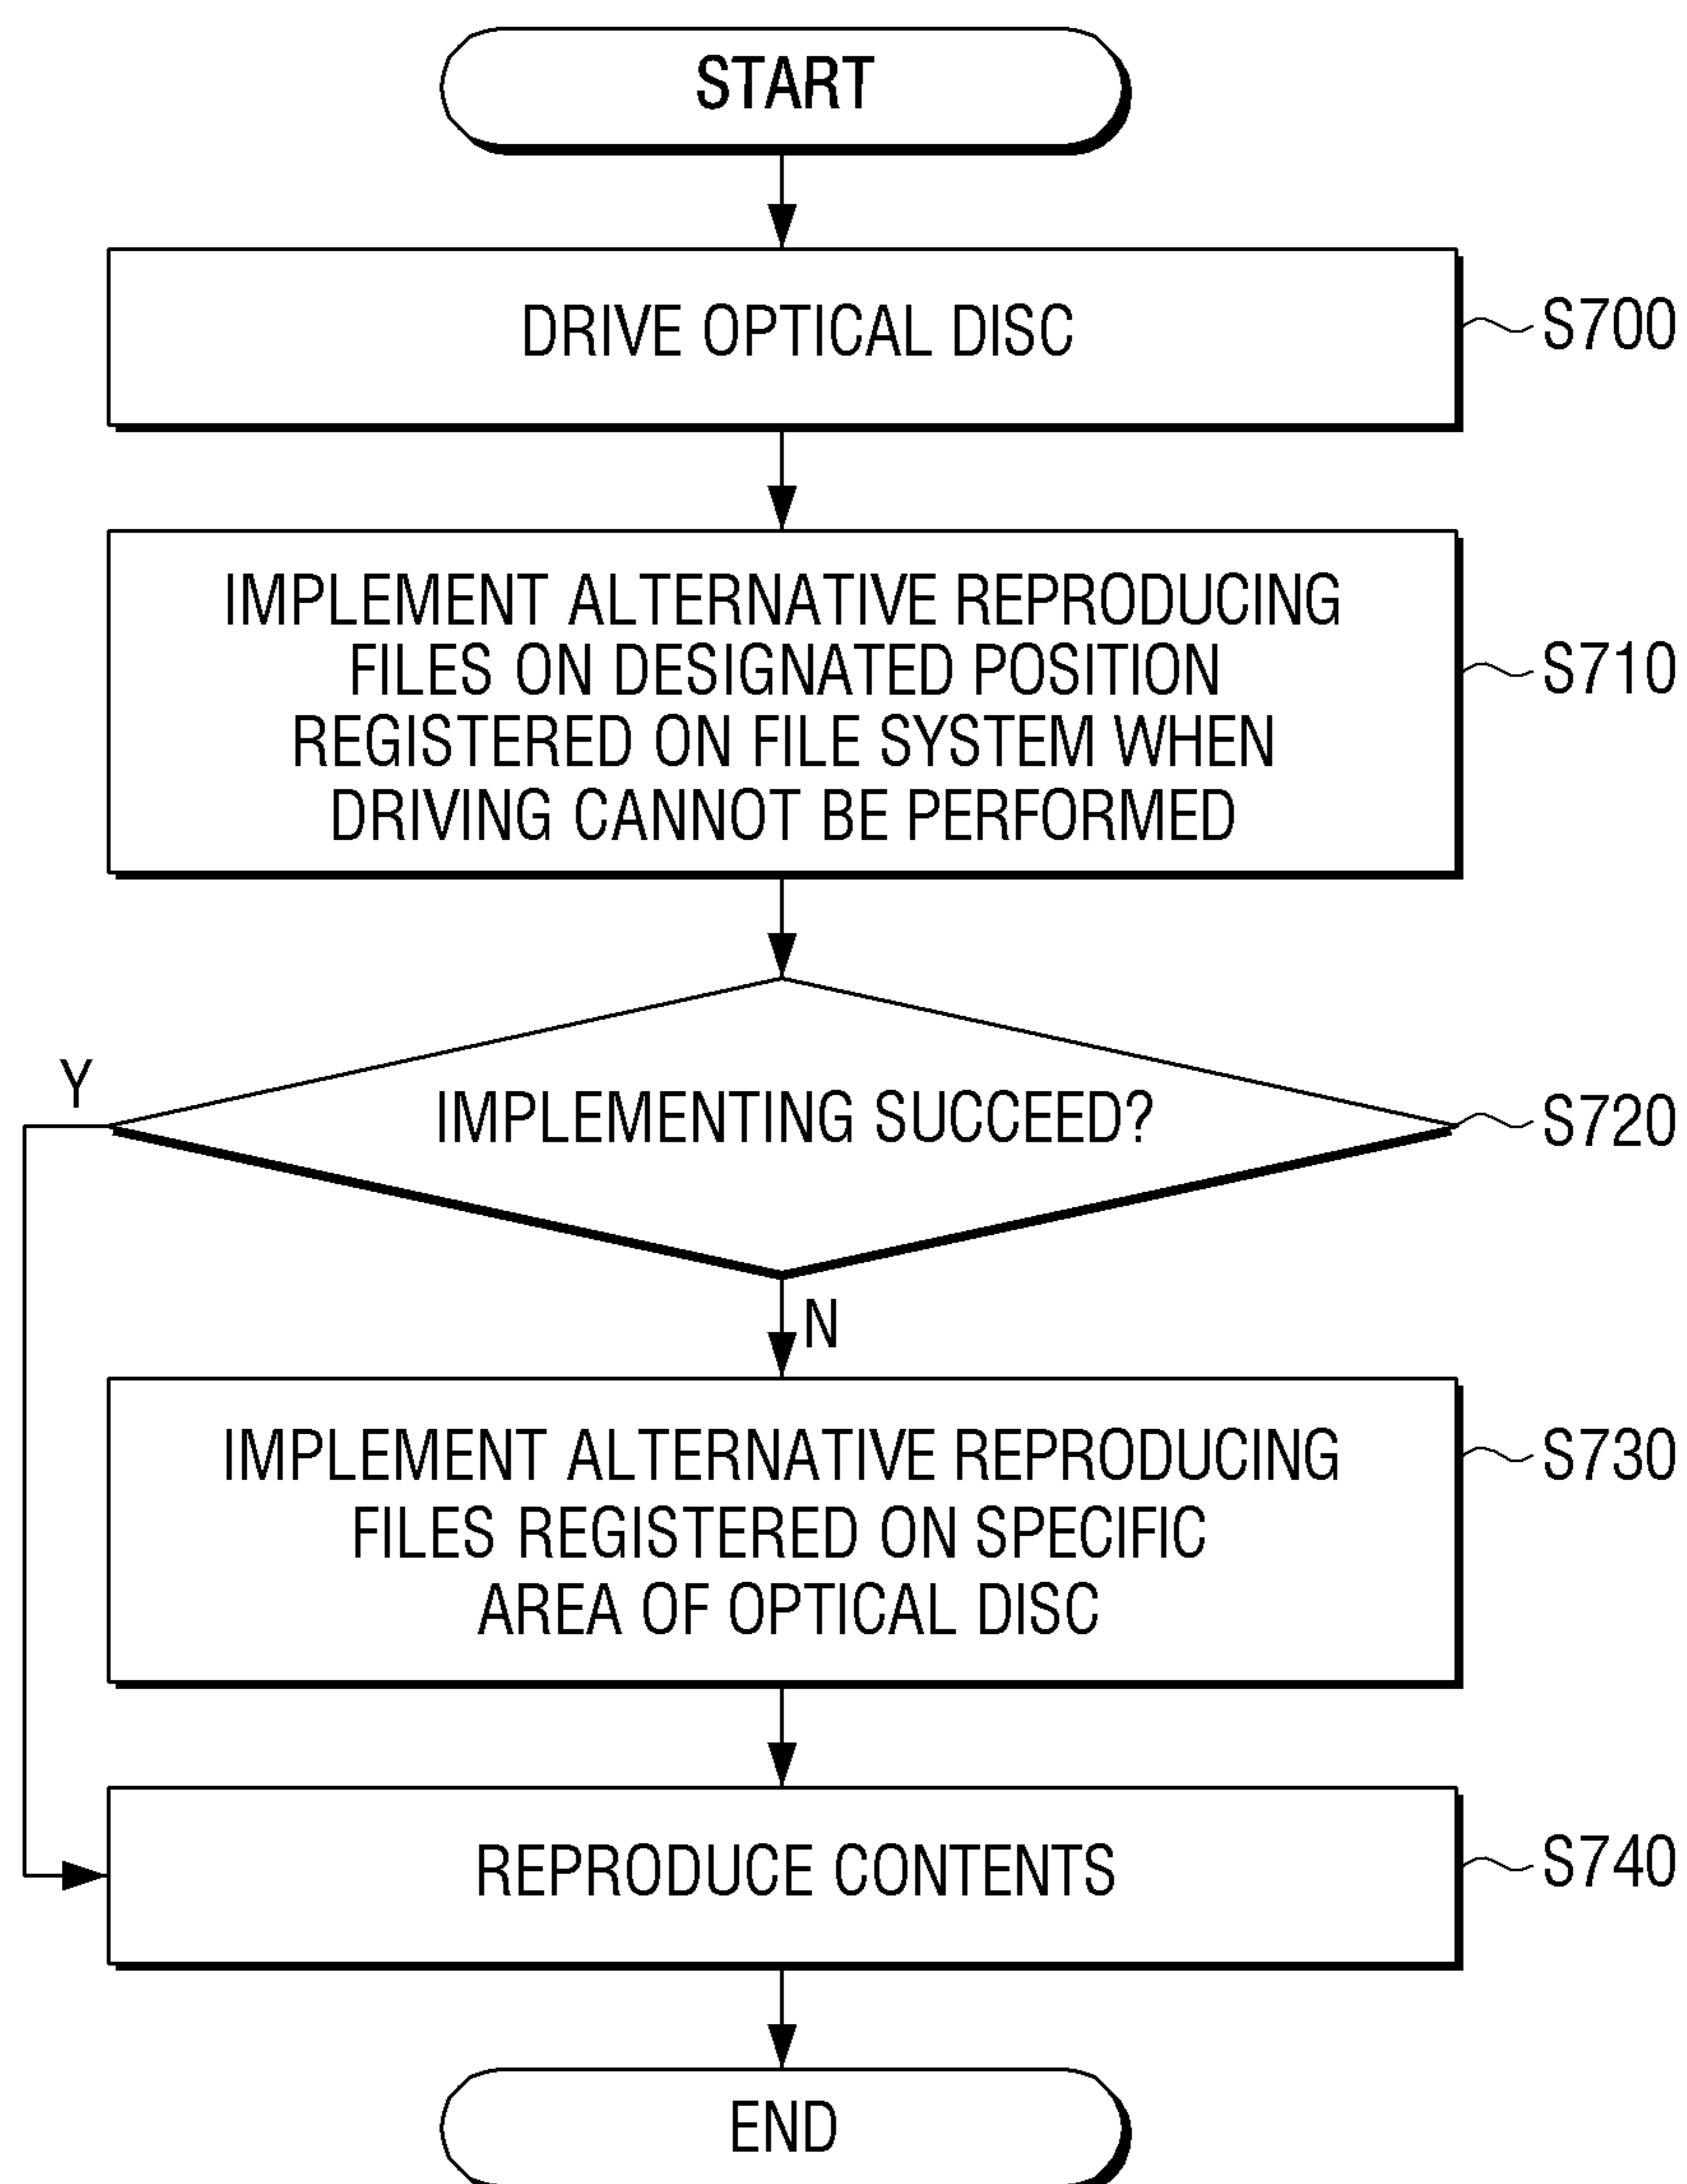 START
DRIVE OPTICAL DISC
S700
IMPLEMENT ALTERNATIVE REPRODUCING
FILES ON DESIGNATED POSITION
REGISTERED ON FILE SYSTEM WHEN
DRIVING CANNOT BE PERFORMED
S710
Y
IMPLEMENTING SUCCEED?
S720
N
IMPLEMENT ALTERNATIVE REPRODUCING
FILES REGISTERED ON SPECIFIC
AREA OF OPTICAL DISC
S730
REPRODUCE CONTENTS
S740
END